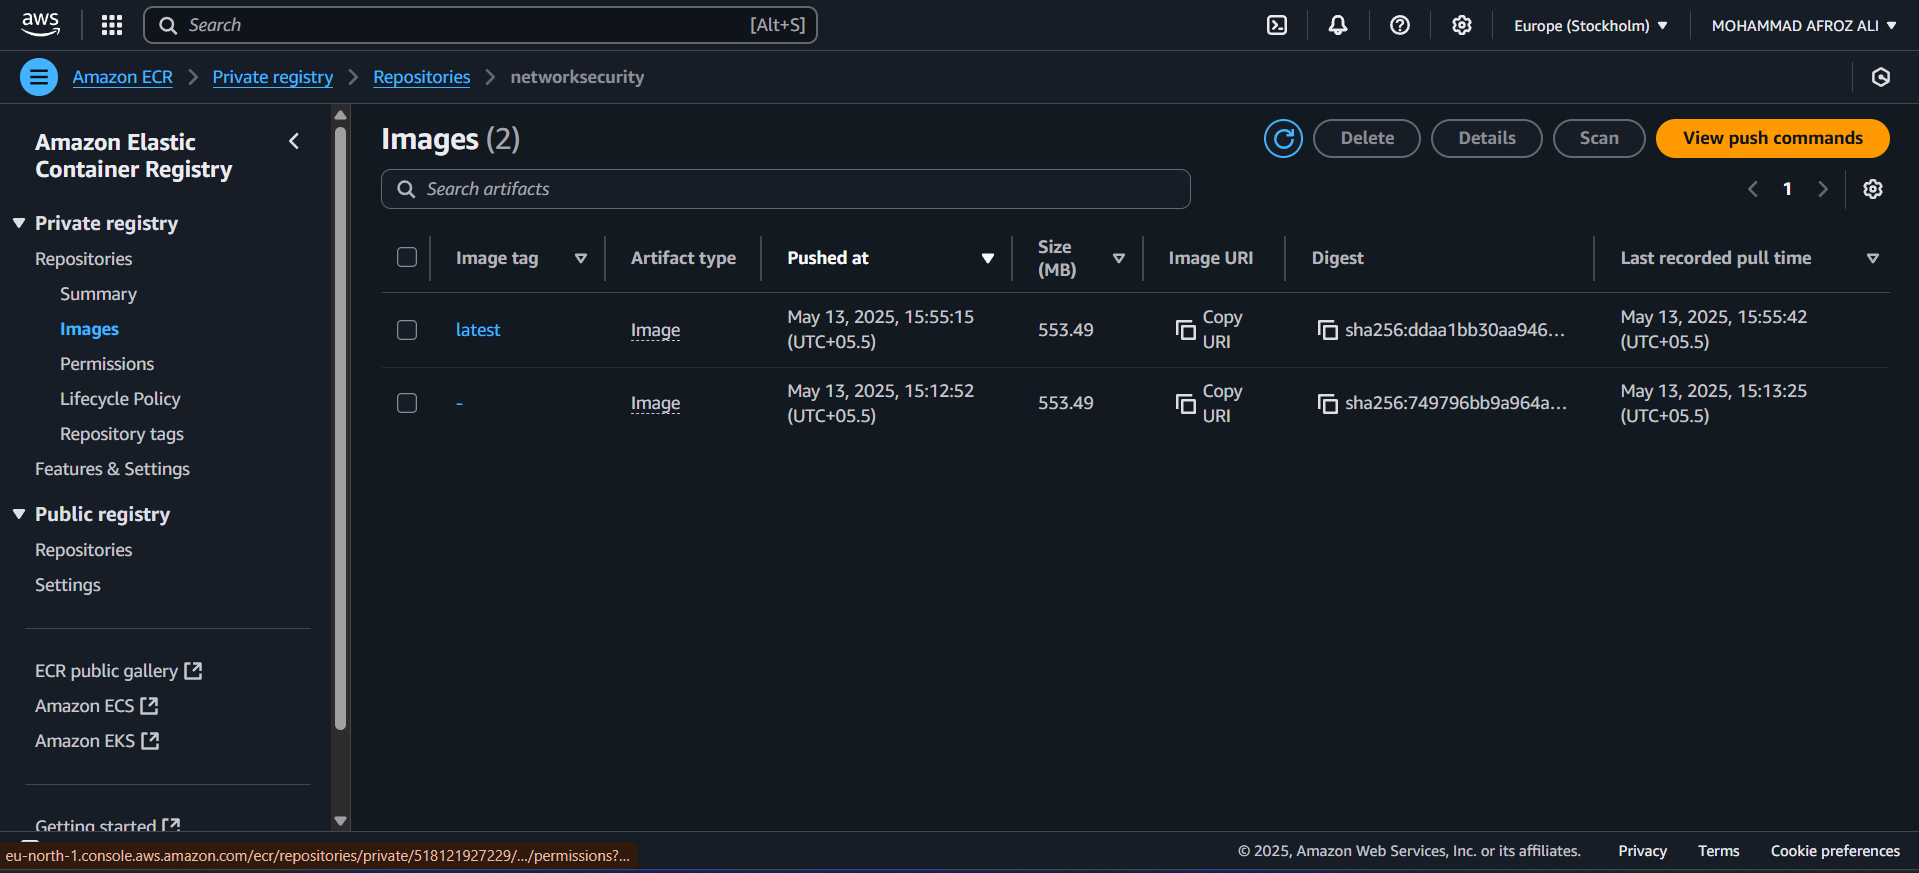 aws
Search [Alt+S]
Europe (Stockholm)
MOHAMMAD AFROZ ALI
Amazon ECR
Private registry
Repositories
networksecurity
Amazon Elastic
Container Registry
Private registry
Repositories
Summary
Images
Permissions
Lifecycle Policy
Repository tags
Features & Settings
Public registry
Repositories
Settings
ECR public gallery
Amazon ECS
Amazon EKS
Getting started
Images (2)
Delete
Details
Scan
View push commands
Search artifacts
1
Image tag
Artifact type
Pushed at
Size
(MB)
Image URI
Digest
Last recorded pull time
latest
Image
May 13, 2025, 15:55:15
(UTC+05.5)
553.49
Copy
URI
sha256:ddaa1bb30aa946...
May 13, 2025, 15:55:42
(UTC+05.5)
-
Image
May 13, 2025, 15:12:52
(UTC+05.5)
553.49
Copy
URI
sha256:749796bb9a964a...
May 13, 2025, 15:13:25
(UTC+05.5)
eu-north-1.console.aws.amazon.com/ecr/repositories/private/518121927229/.../permissions?...
© 2025, Amazon Web Services, Inc. or its affiliates.
Privacy
Terms
Cookie preferences